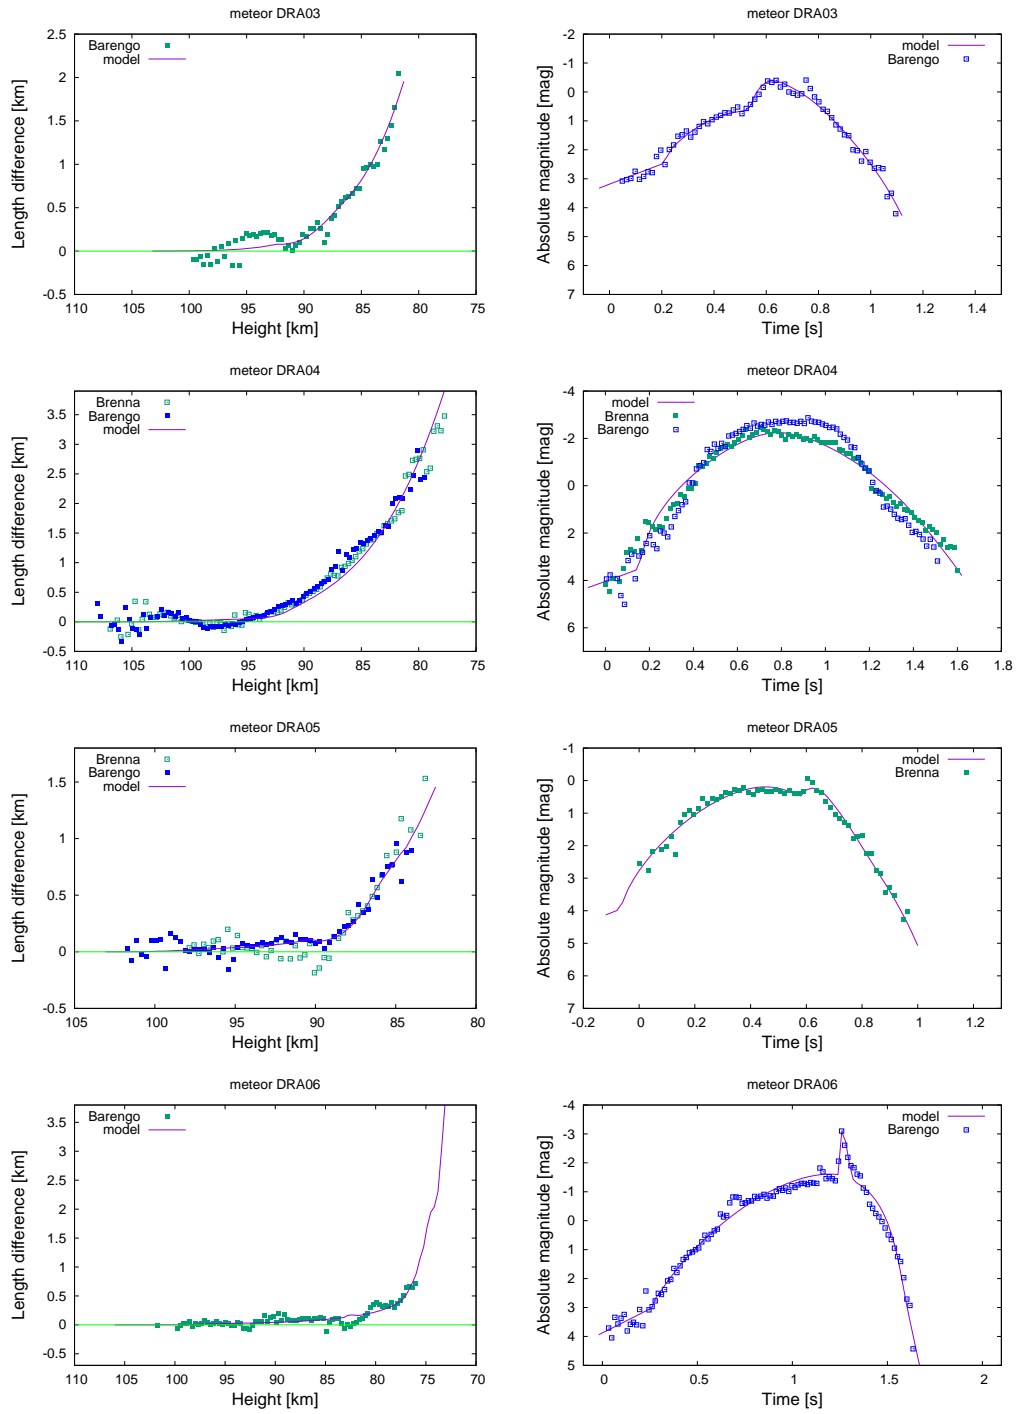 meteor DRA03
Length difference [km]
2.5
2
1.5
1
0.5
0
-0.5
Barengo
model
110 105 100 95 90 85 80 75
Height [km]
meteor DRA03
Absolute magnitude [mag]
-2
-1
0
1
2
3
4
5
6
7
model
Barengo
0 0.2 0.4 0.6 0.8 1 1.2 1.4
Time [s]
meteor DRA04
Length difference [km]
3.5
3
2.5
2
1.5
1
0.5
0
-0.5
Brenna
Barengo
model
110 105 100 95 90 85 80 75
Height [km]
meteor DRA04
Absolute magnitude [mag]
-4
-2
0
2
4
6
model
Brenna
Barengo
0 0.2 0.4 0.6 0.8 1 1.2 1.4 1.6 1.8
Time [s]
meteor DRA05
Length difference [km]
1.5
1
0.5
0
-0.5
Brenna
Barengo
model
105 100 95 90 85 80
Height [km]
meteor DRA05
Absolute magnitude [mag]
-1
0
1
2
3
4
5
6
7
model
Brenna
-0.2 0 0.2 0.4 0.6 0.8 1 1.2
Time [s]
meteor DRA06
Length difference [km]
3.5
3
2.5
2
1.5
1
0.5
0
-0.5
Barengo
model
110 105 100 95 90 85 80 75 70
Height [km]
meteor DRA06
Absolute magnitude [mag]
-4
-3
-2
-1
0
1
2
3
4
5
model
Barengo
0 0.5 1 1.5 2
Time [s]